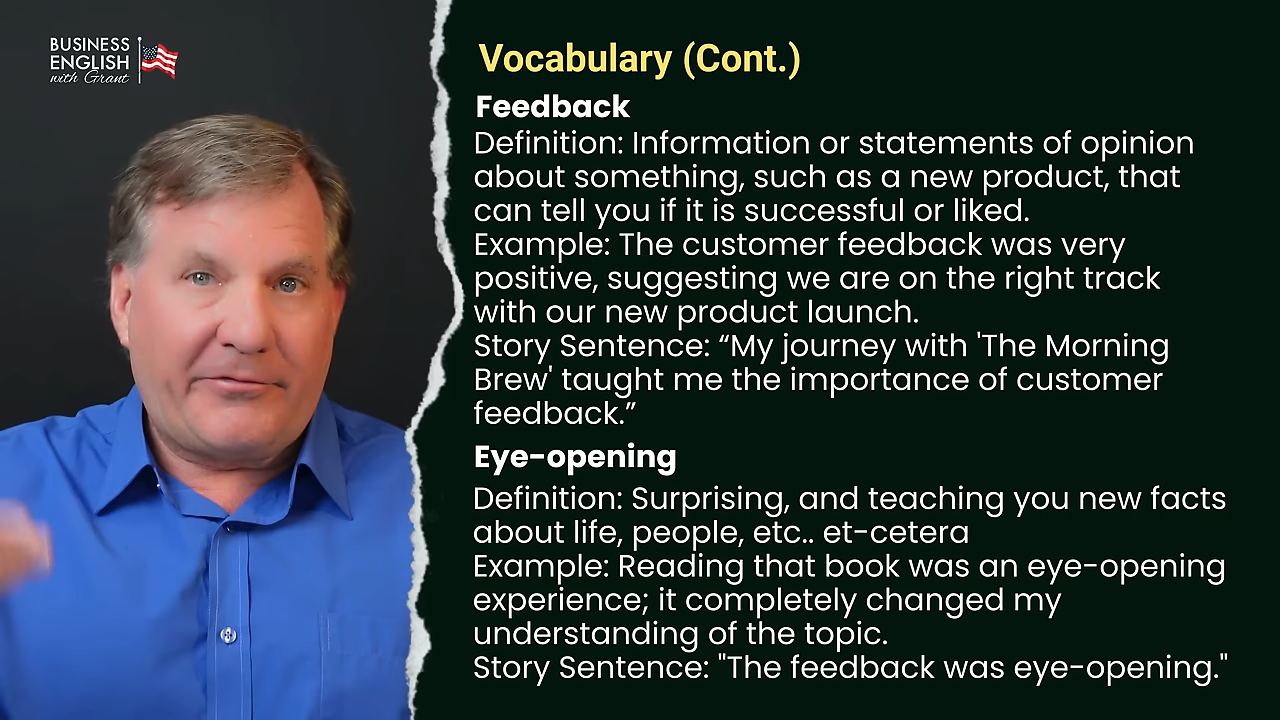 BUSINESS
ENGLISH
with Grant
Vocabulary (Cont.)
Feedback
Definition: Information or statements of opinion
about something, such as a new product, that
can tell you if it is successful or liked.
Example: The customer feedback was very
positive, suggesting we are on the right track
with our new product launch.
Story Sentence: “My journey with 'The Morning
Brew' taught me the importance of customer
feedback.”
Eye-opening
Definition: Surprising, and teaching you new facts
about life, people, etc.. et-cetera
Example: Reading that book was an eye-opening
experience; it completely changed my
understanding of the topic.
Story Sentence: "The feedback was eye-opening."